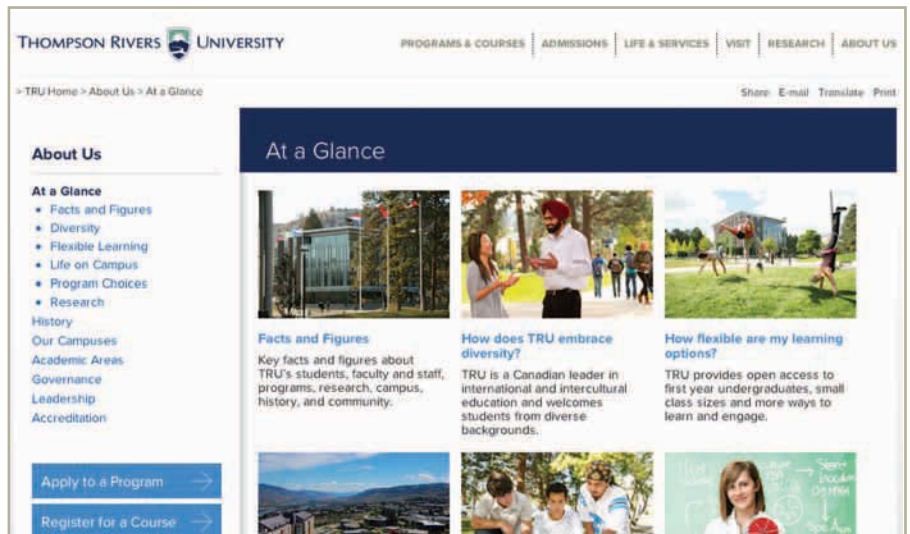 THOMPSON RIVERS UNIVERSITY
PROGRAMS & COURSES ADMISSIONS LIFE & SERVICES VISIT RESEARCH ABOUT US
> TRU Home > About Us > At a Glance
Share E-mail Translate Print
About Us
At a Glance
• Facts and Figures
• Diversity
• Flexible Learning
• Life on Campus
• Program Choices
• Research
History
Our Campuses
Academic Areas
Governance
Leadership
Accreditation
Apply to a Program
Register for a Course
At a Glance
Facts and Figures
Key facts and figures about
TRU's students, faculty and staff,
programs, research, campus,
history, and community.
How does TRU embrace
diversity?
TRU is a Canadian leader in
international and intercultural
education and welcomes
students from diverse
backgrounds.
How flexible are my learning
options?
TRU provides open access to
first year undergraduates, small
class sizes and more ways to
learn and engage.